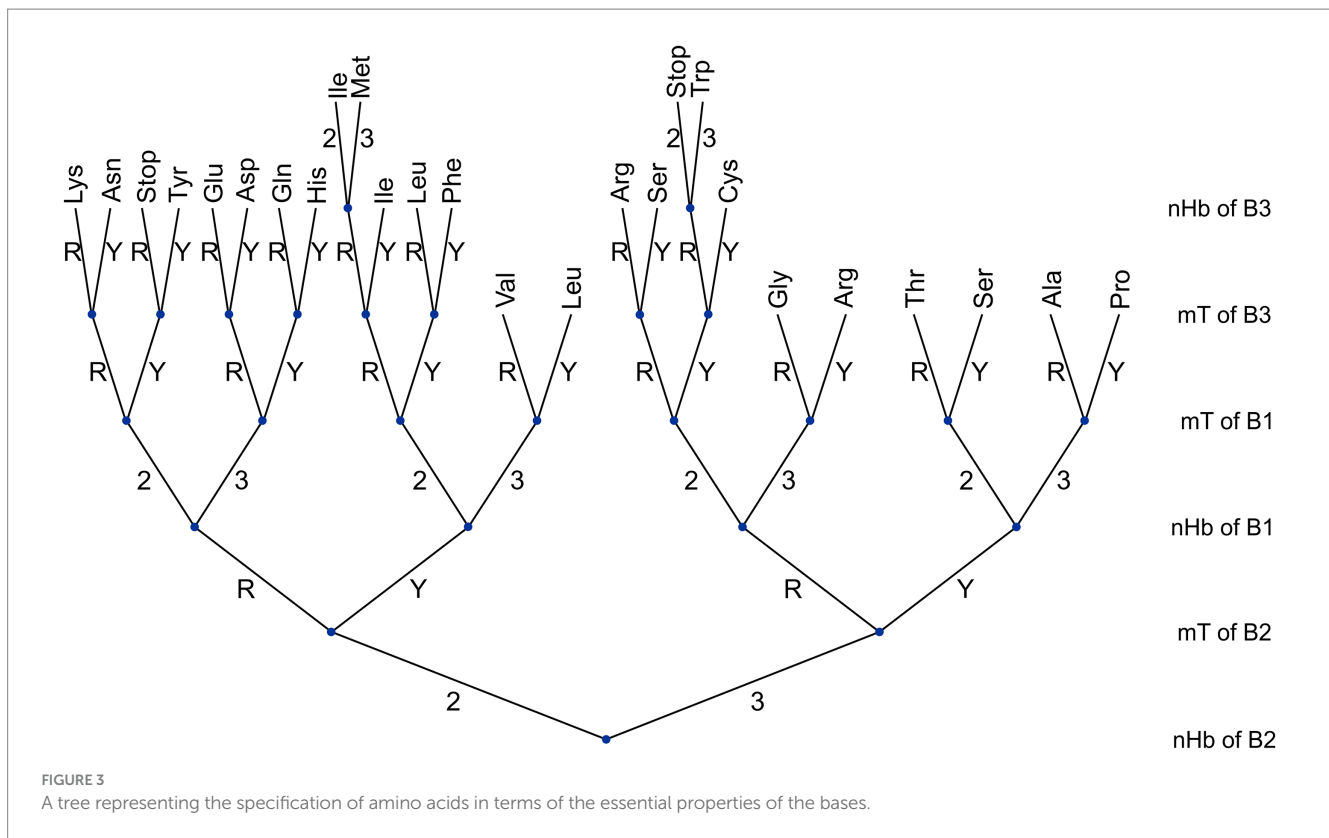 Ile Met Stop Trp
2 3 2 3
Lys Asn Stop Tyr Glu Asp Gln His Ile Leu Phe Arg Ser Cys
nHb of B3
R Y R Y R Y R Y R Y R Y R Y R Y
Val Leu Gly Arg Thr Ser Ala Pro
mT of B3
R Y R Y R Y R Y R Y R Y R Y R Y
mT of B1
2 3 2 3 2 3 2 3
nHb of B1
R Y R Y
mT of B2
2 3
nHb of B2
FIGURE 3
A tree representing the specification of amino acids in terms of the essential properties of the bases.